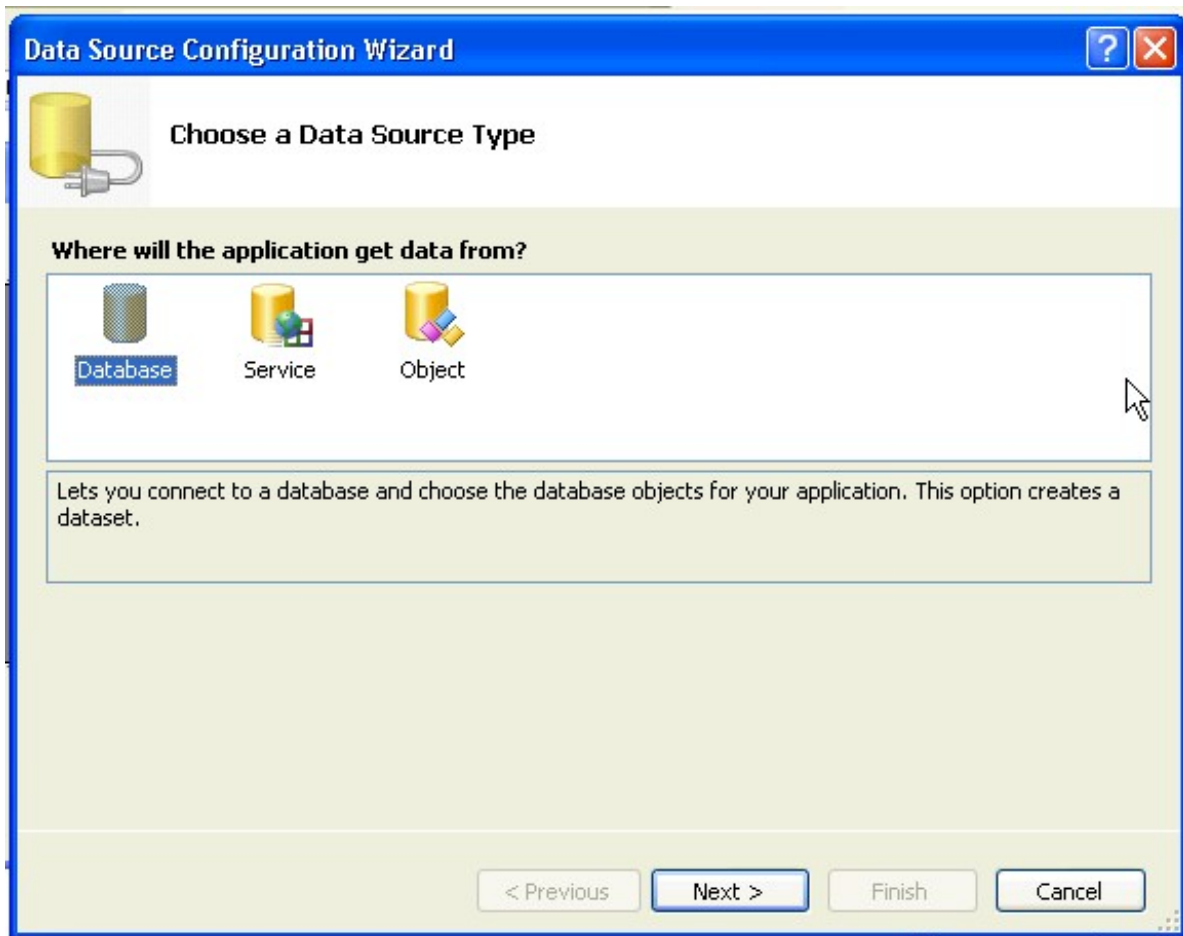 Data Source Configuration Wizard
?
Choose a Data Source Type
Where will the application get data from?
Database Service Object
Lets you connect to a database and choose the database objects for your application. This option creates a
dataset.
< Previous Next > Finish Cancel